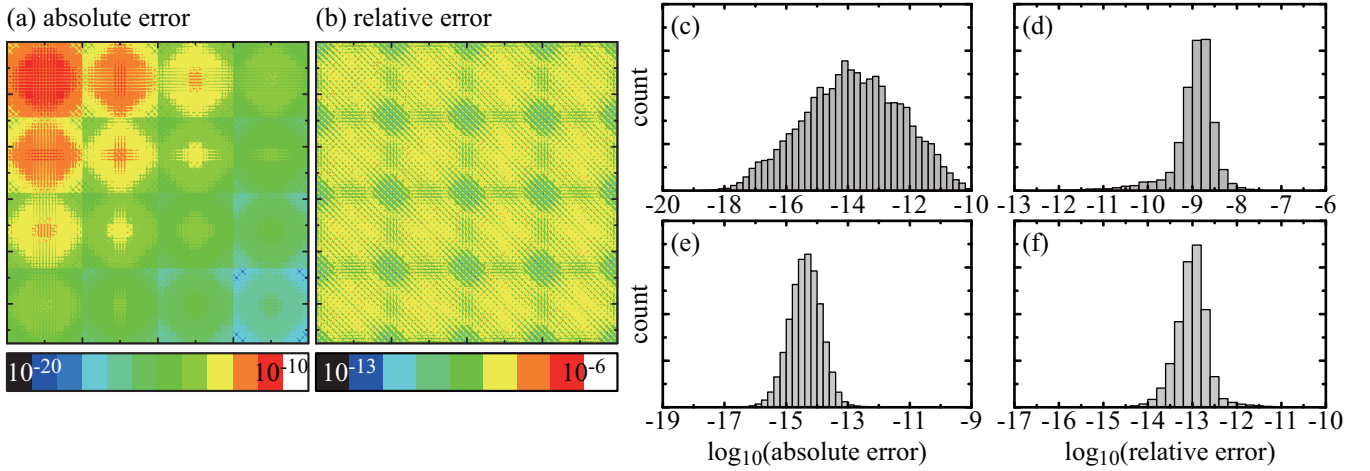 (a) absolute error
(b) relative error
10-20
10-10
10-13
10-6
(c)
count
-20 -18 -16 -14 -12 -10
(d)
-13 -12 -11 -10 -9 -8 -7 -6
(e)
count
-19 -17 -15 -13 -11 -9
log10(absolute error)
(f)
-17 -16 -15 -14 -13 -12 -11 -10
log10(relative error)